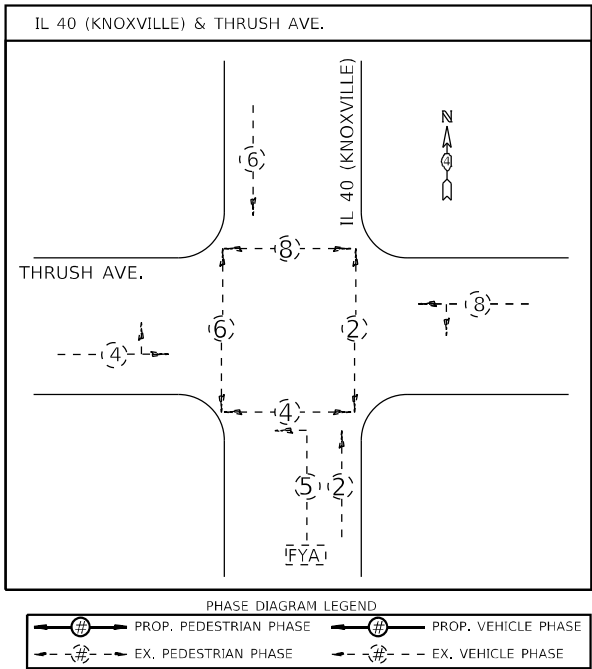 IL 40 (KNOXVILLE) & THRUSH AVE.
IL 40 (KNOXVILLE)
N
4
6
8
THRUSH AVE.
8
6
2
4
4
5
2
FYA
PHASE DIAGRAM LEGEND
# PROP. PEDESTRIAN PHASE
# PROP. VEHICLE PHASE
# EX. PEDESTRIAN PHASE
# EX. VEHICLE PHASE